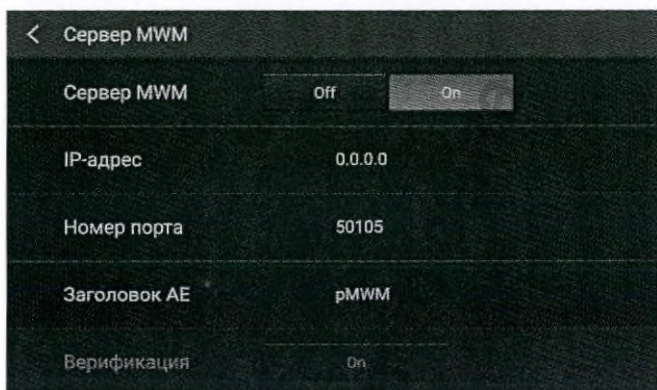 < Сервер MWM
Сервер MWM Off On
IP-адрес 0.0.0.0
Номер порта 50105
Заголовок AE pMWM
Верификация On